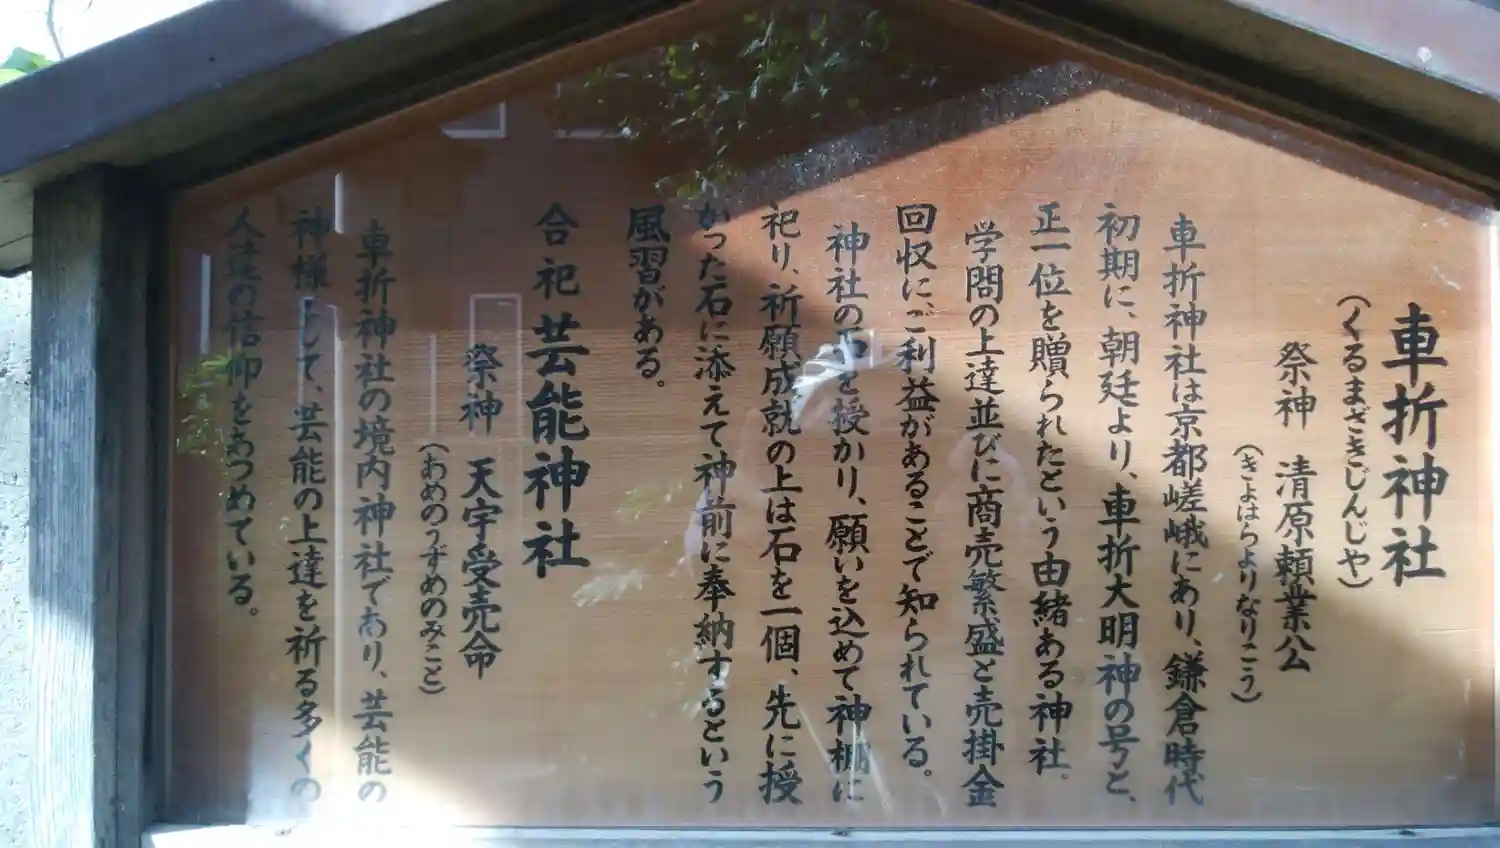 車折神社
（くるまざきじんじゃ）
祭神　清原頼業公
（きよはらよりなりこう）
車折神社は京都嵯峨にあり、鎌倉時代
初期に、朝廷より、車折大明神の号と、
正一位を贈られたという由緒ある神社。
学問の上達並びに商売繁盛と売掛金
回収に、ご利益があることで知られている。
神社の石を授かり、願いを込めて神棚に
祀り、祈願成就の上は石を一個、先に授
かった石に添えて神前に奉納するという
風習がある。
合祀芸能神社
祭神　天宇受売命
（あめのうずめのみこと）
車折神社の境内神社であり、芸能の
神様として、芸能の上達を祈る多くの
人達の信仰をあつめている。